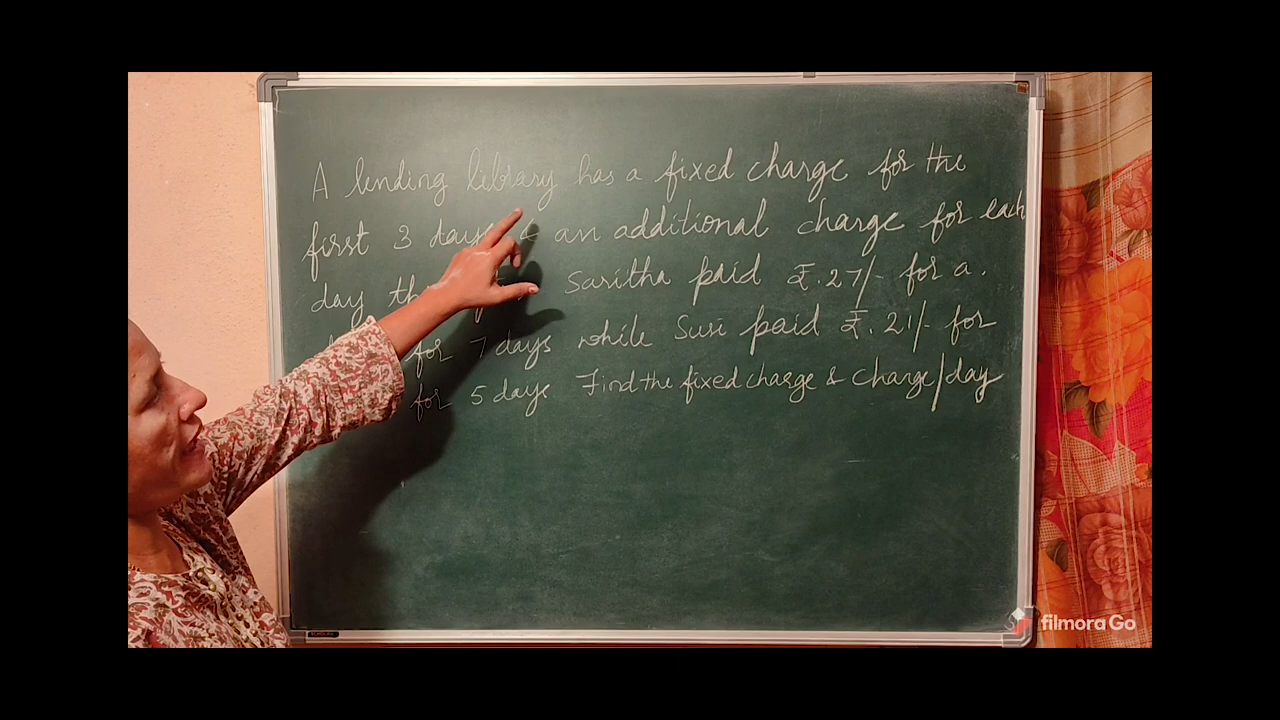 A lending library has a fixed charge for the
first 3 days & an additional charge for each
day Saritha paid ₹.27/- for a.
for 7 days while Susi paid ₹.21/- for
for 5 days Find the fixed charge & charge/day
filmora Go